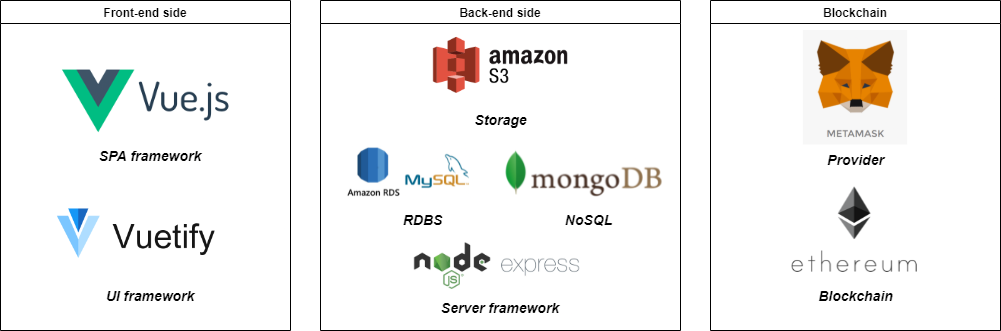 Front-end side
Vue.js
SPA framework
Vuetify
UI framework
Back-end side
amazon
S3
Storage
Amazon RDS
MySQL
RDBS
mongoDB
NoSQL
node
JS
express
Server framework
Blockchain
METAMASK
Provider
ethereum
Blockchain